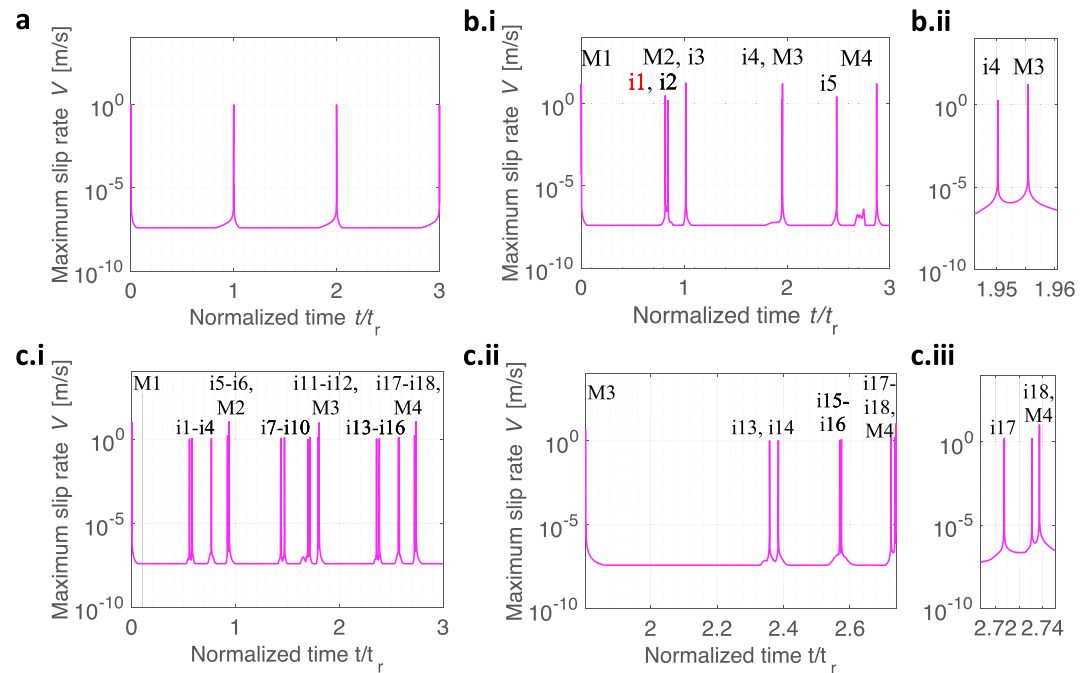 a
Maximum slip rate V [m/s]
10^0
10^-5
10^-10
0 1 2 3
Normalized time t/t_r
b.i
Maximum slip rate V [m/s]
M1 M2, i3 i4, M3 M4
i1, i2 i5
10^0
10^-5
10^-10
0 1 2 3
Normalized time t/t_r
b.ii
i4 M3
10^0
10^-5
10^-10
1.95 1.96
c.i
Maximum slip rate V [m/s]
M1 i5-i6, i11-i12, i17-i18,
M2 M3 M4
i1-i4 i7-i10 i13-i16
10^0
10^-5
10^-10
0 1 2 3
Normalized time t/t_r
c.ii
Maximum slip rate V [m/s]
M3
i13, i14
i15-
i16
i17-
i18,
M4
10^0
10^-5
10^-10
2 2.2 2.4 2.6
Normalized time t/t_r
c.iii
i18,
i17 M4
10^0
10^-5
10^-10
2.72 2.74